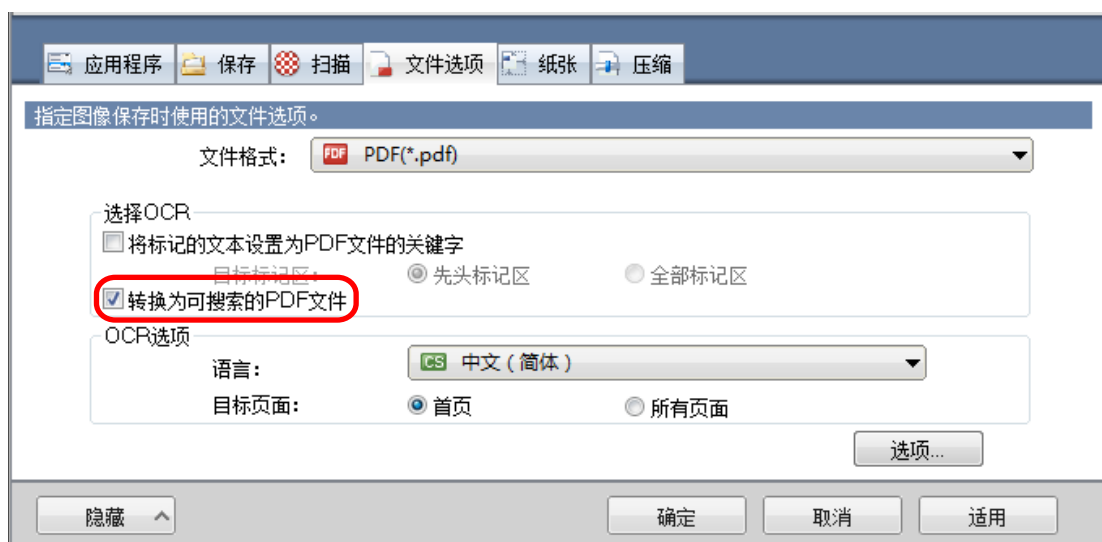 应用程序 保存 扫描 文件选项 纸张 压缩
指定图像保存时使用的文件选项。
文件格式： PDF PDF(*.pdf)
选择OCR
将标记的文本设置为PDF文件的关键字
目标标记区： 先头标记区 全部标记区
转换为可搜索的PDF文件
OCR选项
语言： CS 中文（简体）
目标页面： 首页 所有页面
选项...
隐藏 确定 取消 适用